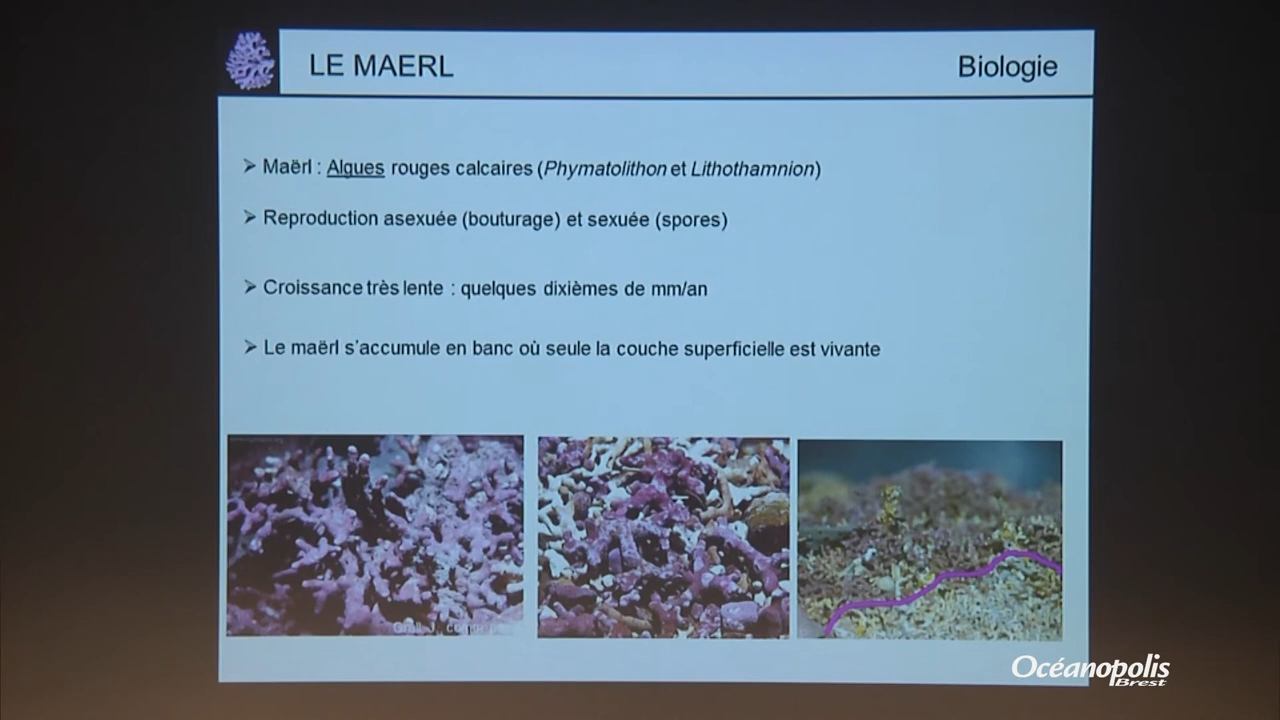 LE MAERL
Biologie
➢ Maërl : Algues rouges calcaires (Phymatolithon et Lithothamnion)
➢ Reproduction asexuée (bouturage) et sexuée (spores)
➢ Croissance très lente : quelques dixièmes de mm/an
➢ Le maërl s'accumule en banc où seule la couche superficielle est vivante
Océanopolis
Brest